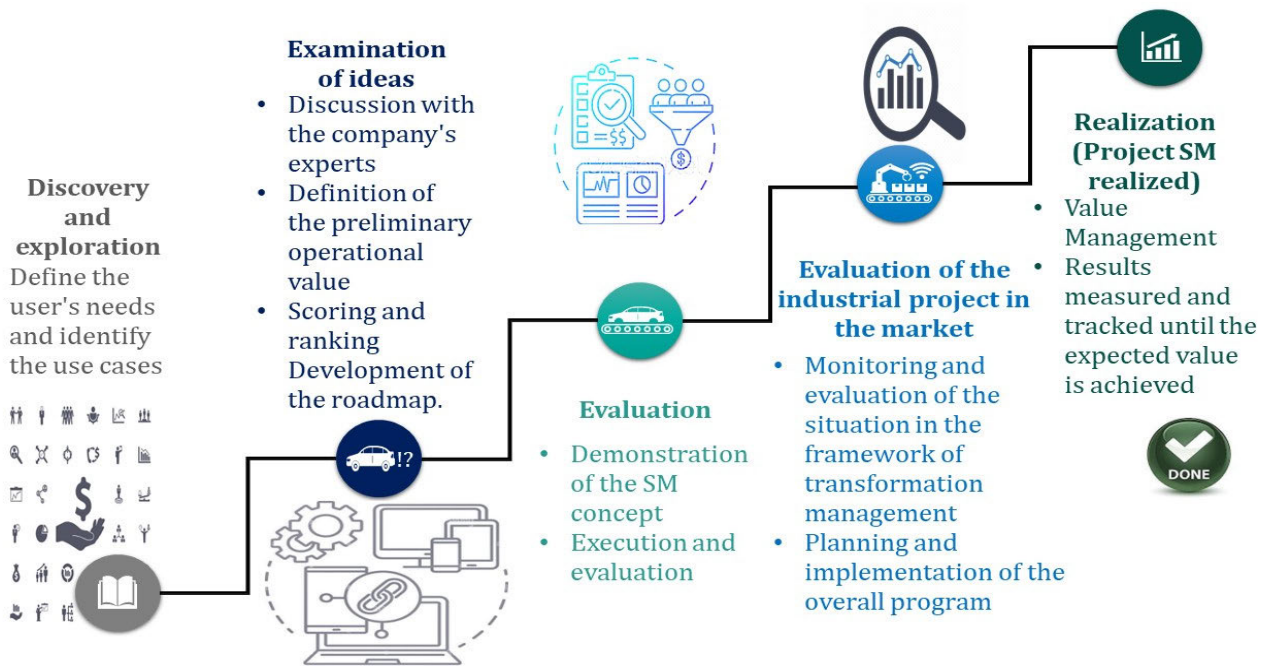 Discovery
and
exploration
Define the
user's needs
and identify
the use cases
Examination
of ideas
• Discussion with
the company's
experts
• Definition of
the preliminary
operational
value
• Scoring and
ranking
Development of
the roadmap.
!?
=$$
$
$
Evaluation
• Demonstration
of the SM
concept
• Execution and
evaluation
Evaluation of the
industrial project in
the market
• Monitoring and
evaluation of the
situation in the
framework of
transformation
management
• Planning and
implementation of the
overall program
Realization
(Project SM
realized)
• Value
Management
• Results
measured and
tracked until the
expected value
is achieved
DONE